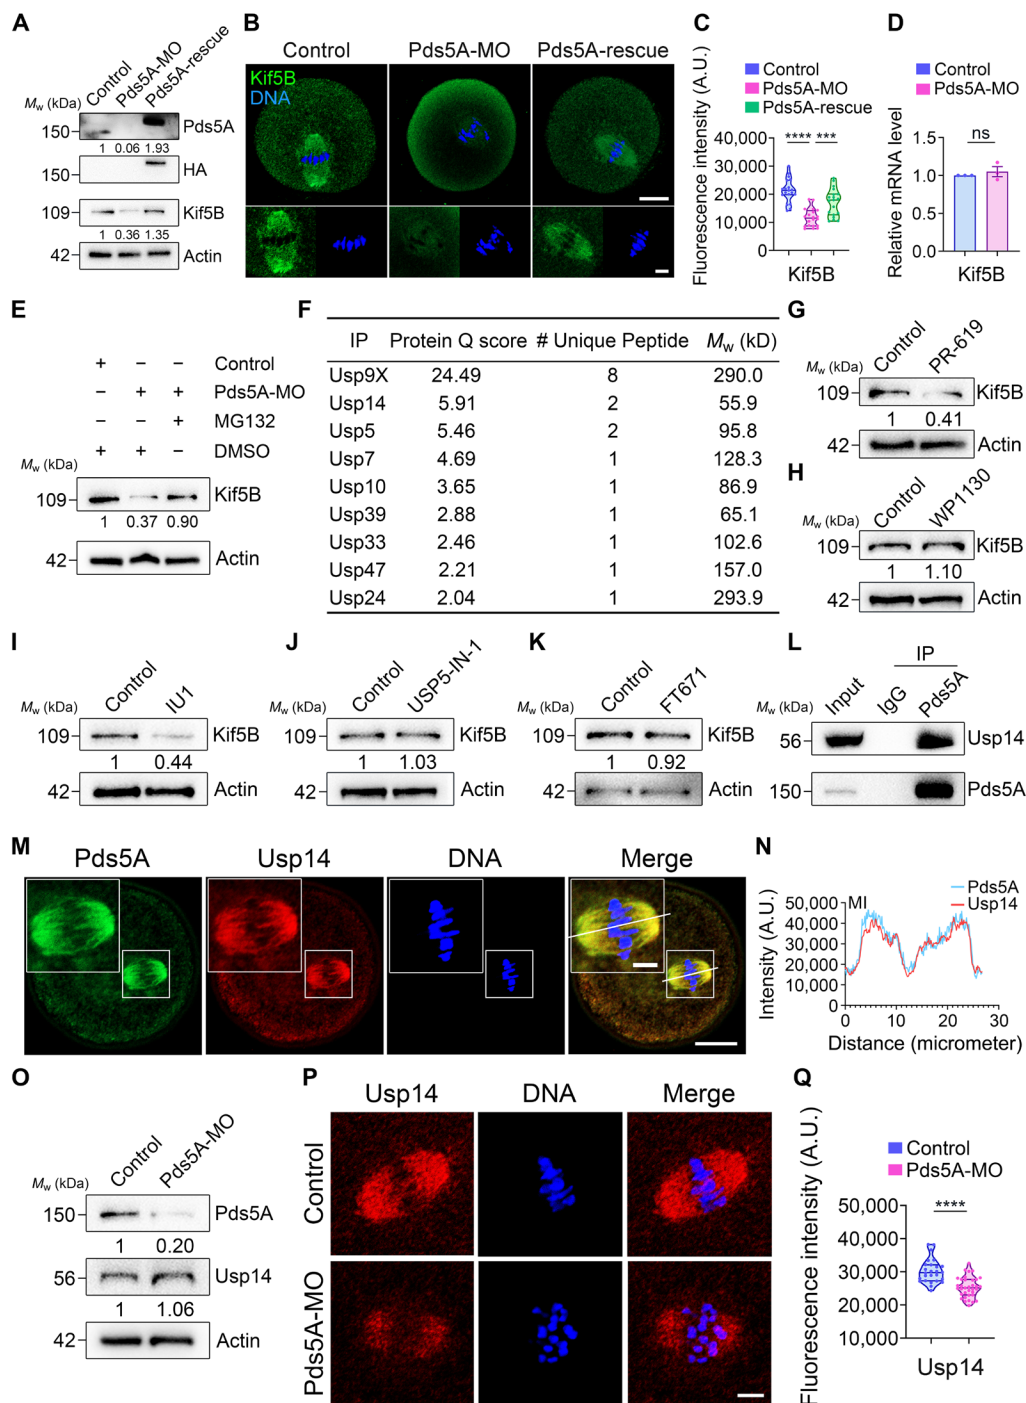 A
Control
Pds5A-MO
Pds5A-rescue
Mw (kDa)
150
Pds5A
1 0.06 1.93
HA
150
109
Kif5B
1 0.36 1.35
42
Actin
B
Control Pds5A-MO Pds5A-rescue
Kif5B
DNA
C
Control
Pds5A-MO
Pds5A-rescue
Fluorescence intensity (A.U.)
**** ***
40,000
30,000
20,000
10,000
0
Kif5B
D
Control
Pds5A-MO
Relative mRNA level
ns
1.5
1.0
0.5
0.0
Kif5B
E
+ − − Control
− + + Pds5A-MO
− − + MG132
+ + − DMSO
Mw (kDa)
109
Kif5B
1 0.37 0.90
42
Actin
F
IP Protein Q score # Unique Peptide Mw (kD)
Usp9X 24.49 8 290.0
Usp14 5.91 2 55.9
Usp5 5.46 2 95.8
Usp7 4.69 1 128.3
Usp10 3.65 1 86.9
Usp39 2.88 1 65.1
Usp33 2.46 1 102.6
Usp47 2.21 1 157.0
Usp24 2.04 1 293.9
G
Control
PR-619
Mw (kDa)
109
Kif5B
1 0.41
42
Actin
H
Control
WP1130
Mw (kDa)
109
Kif5B
1 1.10
42
Actin
I
Control
IU1
Mw (kDa)
109
Kif5B
1 0.44
42
Actin
J
Control
USP5-IN-1
Mw (kDa)
109
Kif5B
1 1.03
42
Actin
K
Control
FT671
Mw (kDa)
109
Kif5B
1 0.92
42
Actin
L
IP
Input
IgG
Pds5A
Mw (kDa)
56
Usp14
150
Pds5A
M
Pds5A Usp14 DNA Merge
N
MI
Pds5A
Usp14
Intensity (A.U.)
50,000
40,000
30,000
20,000
10,000
0
0 10 20 30
Distance (micrometer)
O
Control
Pds5A-MO
Mw (kDa)
150
Pds5A
1 0.20
56
Usp14
1 1.06
42
Actin
P
Usp14 DNA Merge
Control
Pds5A-MO
Q
Control
Pds5A-MO
Fluorescence intensity (A.U.)
****
50,000
40,000
30,000
20,000
10,000
Usp14